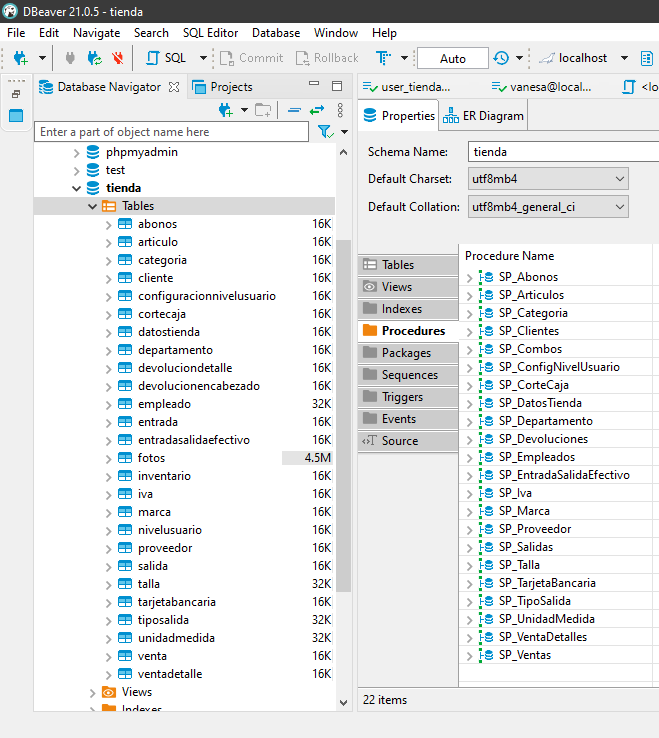 DBeaver 21.0.5 - tienda
File Edit Navigate Search SQL Editor Database Window Help
SQL Commit Rollback T Auto localhost
Database Navigator Projects
Enter a part of object name here
phpmyadmin
test
tienda
Tables
abonos 16K
articulo 16K
categoria 16K
cliente 16K
configuracionnivelusuario 16K
cortecaja 16K
datostienda 16K
departamento 16K
devoluciondetalle 16K
devolucionencabezado 16K
empleado 32K
entrada 16K
entradasalidaefectivo 16K
fotos 4.5M
inventario 16K
iva 16K
marca 16K
nivelusuario 16K
proveedor 16K
salida 16K
talla 32K
tarjetabancaria 16K
tiposalida 32K
unidadmedida 32K
venta 16K
ventadetalle 16K
Views
Indexes
user_tienda... vanesa@local... <lo
Properties ER Diagram
Schema Name: tienda
Default Charset: utf8mb4
Default Collation: utf8mb4_general_ci
Tables
Views
Indexes
Procedures
Packages
Sequences
Triggers
Events
Source
Procedure Name
SP_Abonos
SP_Articulos
SP_Categoria
SP_Clientes
SP_Combos
SP_ConfigNivelUsuario
SP_CorteCaja
SP_DatosTienda
SP_Departamento
SP_Devoluciones
SP_Empleados
SP_EntradaSalidaEfectivo
SP_Iva
SP_Marca
SP_Proveedor
SP_Salidas
SP_Talla
SP_TarjetaBancaria
SP_TipoSalida
SP_UnidadMedida
SP_VentaDetalles
SP_Ventas
22 items